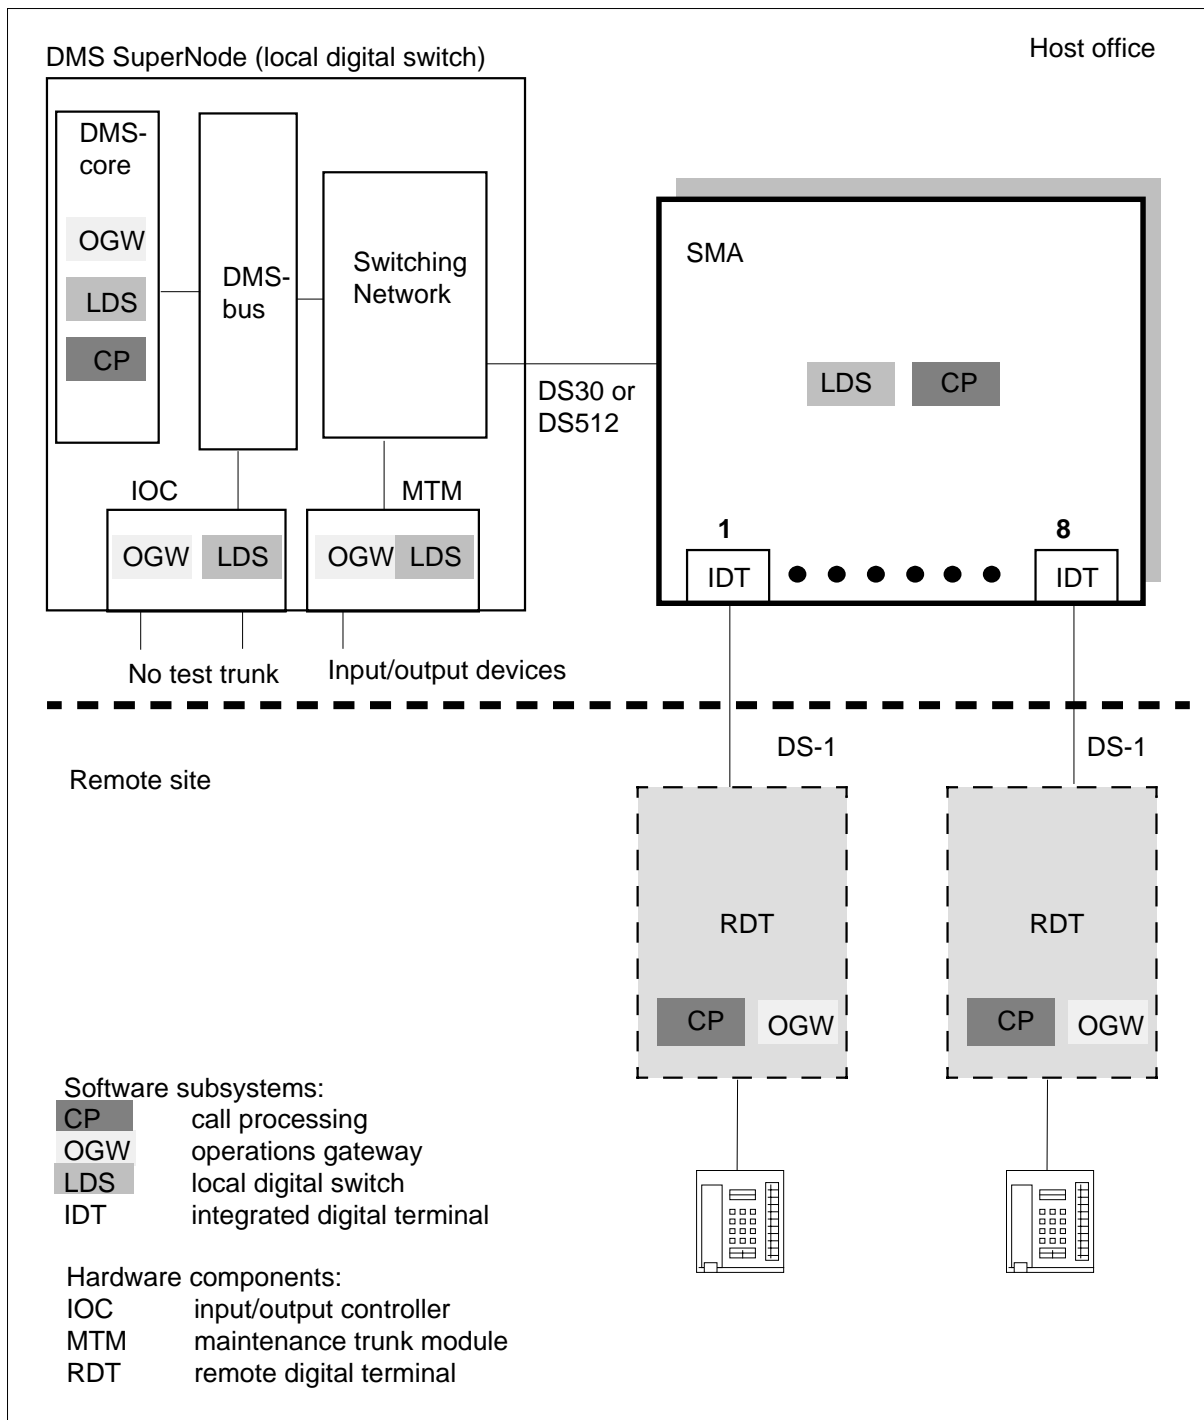 DMS SuperNode (local digital switch)
Host office
DMS-
core
OGW
LDS
CP
DMS-
bus
Switching
Network
SMA
LDS
CP
DS30 or
DS512
IOC
MTM
OGW
LDS
OGW
LDS
1
8
IDT
IDT
No test trunk
Input/output devices
DS-1
DS-1
Remote site
RDT
RDT
CP
OGW
CP
OGW
Software subsystems:
CP call processing
OGW operations gateway
LDS local digital switch
IDT integrated digital terminal
Hardware components:
IOC input/output controller
MTM maintenance trunk module
RDT remote digital terminal